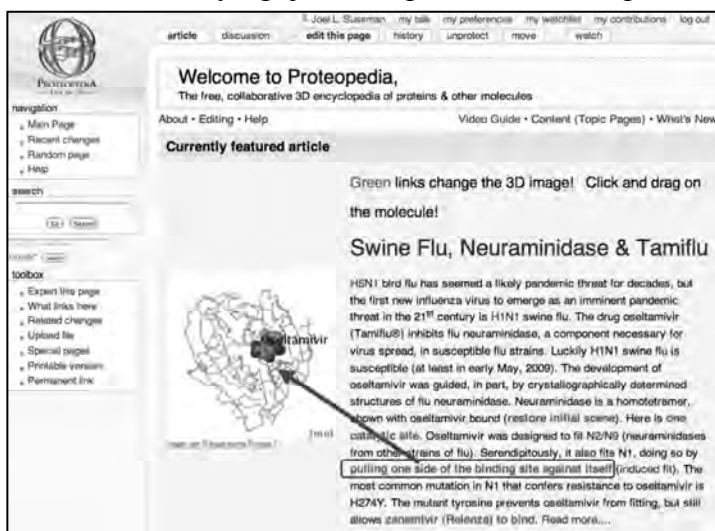 Joel L. Sussman my talk my preferences my watchlist my contributions log out
article discussion edit this page history unprotect move watch
PROTEOPEDIA
Welcome to Proteopedia,
The free, collaborative 3D encyclopedia of proteins & other molecules
navigation
Main Page
Recent changes
Random page
Help
About • Editing • Help
Video Guide • Content (Topic Pages) • What's New
Currently featured article
search
Green links change the 3D image! Click and drag on
the molecule!
toolbox
Export this page
What links here
Related changes
Upload file
Special pages
Printable version
Permanent link
Swine Flu, Neuraminidase & Tamiflu
H5N1 bird flu has seemed a likely pandemic threat for decades, but
the first new influenza virus to emerge as an imminent pandemic
threat in the 21st century is H1N1 swine flu. The drug oseltamivir
(Tamiflu®) inhibits flu neuraminidase, a component necessary for
virus spread, in susceptible flu strains. Luckily H1N1 swine flu is
susceptible (at least in early May, 2009). The development of
oseltamivir was guided, in part, by crystallographically determined
structures of flu neuraminidase. Neuraminidase is a homotetramer,
shown with oseltamivir bound (restore initial scene). Here is one
catalytic site. Oseltamivir was designed to fit N2/N9 (neuraminidases
from other strains of flu). Serendipitously, it also fits N1, doing so by
pulling one side of the binding site against itself (induced fit). The
most common mutation in N1 that confers resistance to oseltamivir is
H274Y. The mutant tyrosine prevents oseltamivir from fitting, but still
allows zanamivir (Relenza) to bind. Read more....
oseltamivir